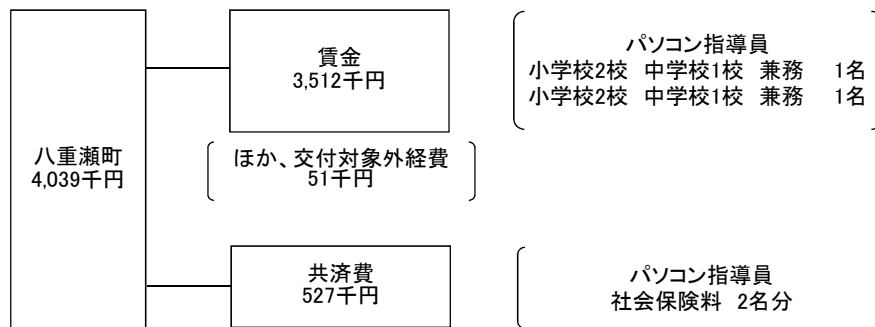 八重瀬町
4,039千円
賃金
3,512千円
パソコン指導員
小学校2校 中学校1校 兼務 1名
小学校2校 中学校1校 兼務 1名
ほか、交付対象外経費
51千円
共済費
527千円
パソコン指導員
社会保険料 2名分